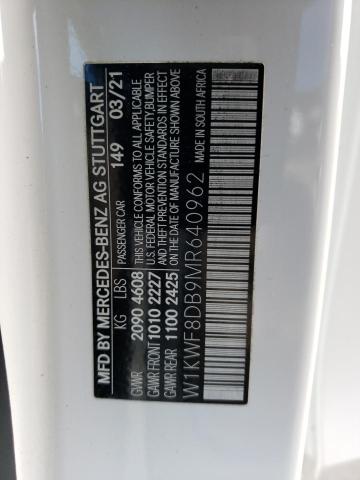 MFD BY MERCEDES-BENZ AG STUTTGART
KG LBS PASSENGER CAR 149 03/21
GVWR 2090 4608 THIS VEHICLE CONFORMS TO ALL APPLICABLE
GAWR FRONT 1010 2227 U.S. FEDERAL MOTOR VEHICLE SAFETY, BUMPER
GAWR REAR 1100 2425 AND THEFT PREVENTION STANDARDS IN EFFECT
ON THE DATE OF MANUFACTURE SHOWN ABOVE
W1KWF8DB9MR640962 MADE IN SOUTH AFRICA